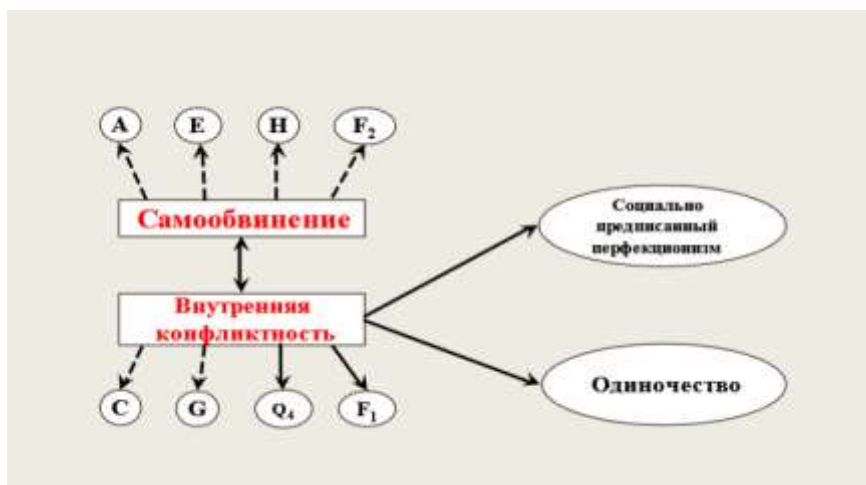 A
E
H
F₂
Самообвинение
Социально
предписанный
перфекционизм
Внутренняя
конфликтность
Одиночество
C
G
Q₄
F₁